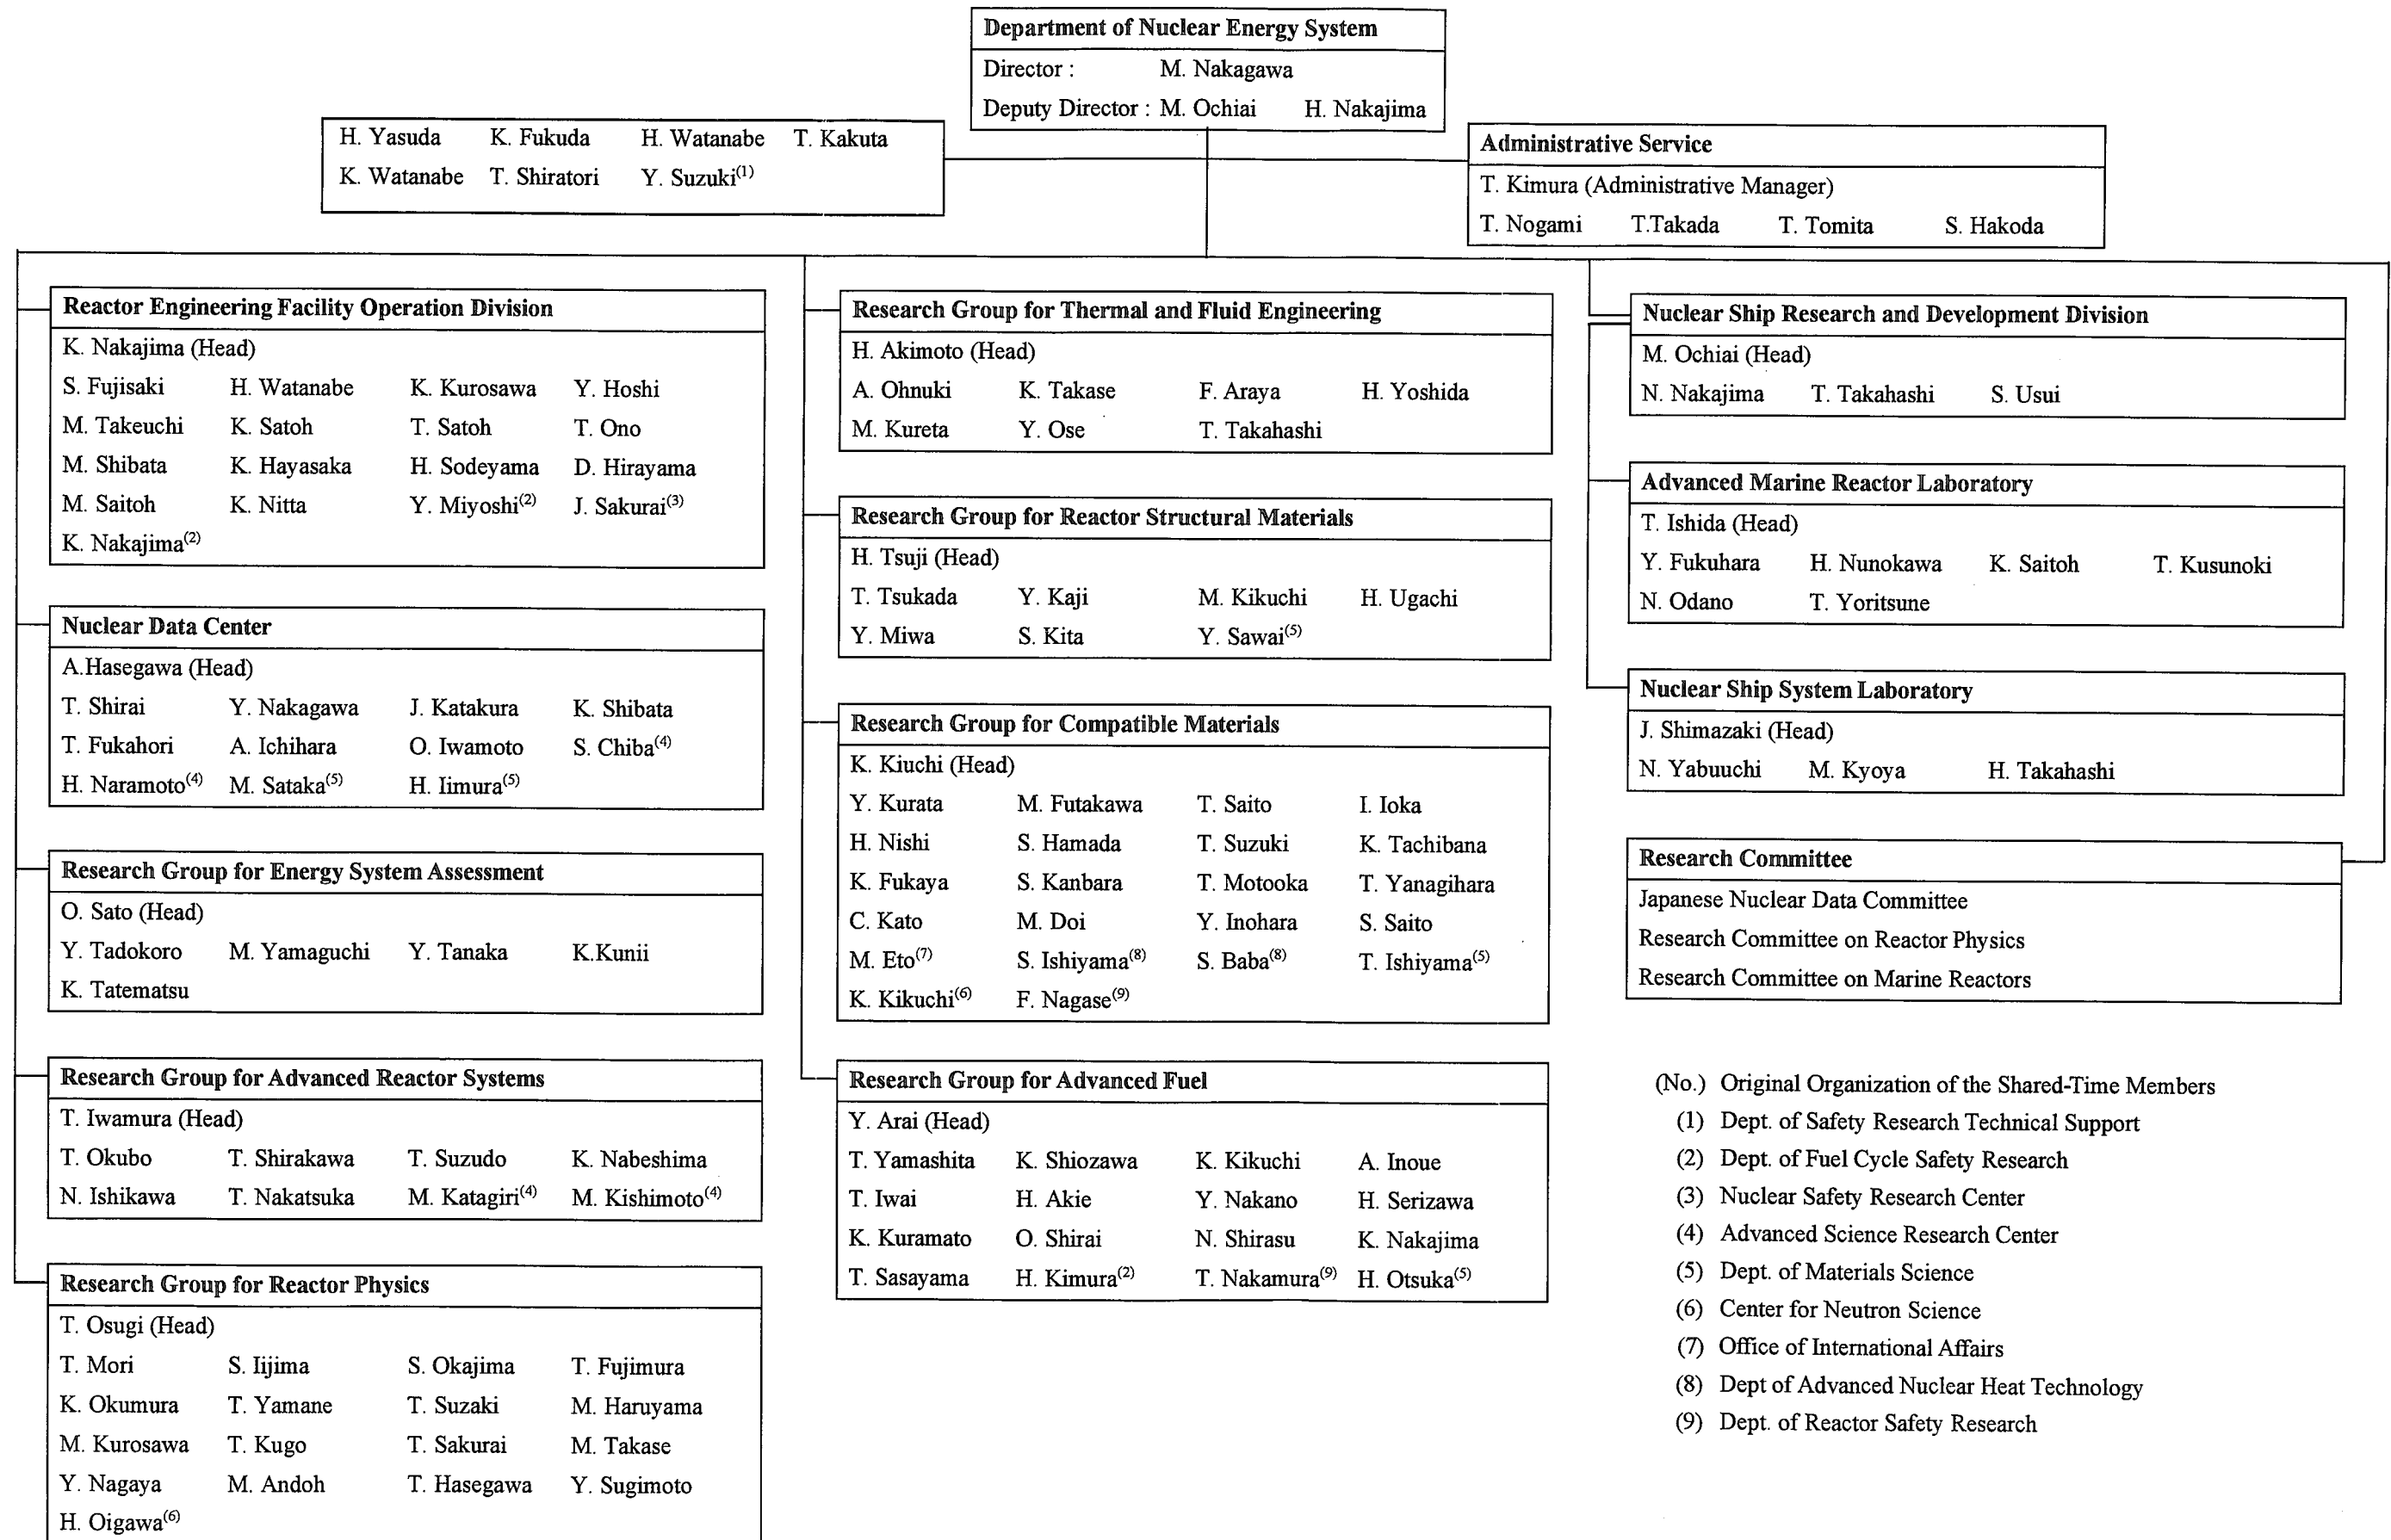 Department of Nuclear Energy System
Director : M. Nakagawa
Deputy Director : M. Ochiai H. Nakajima
H. Yasuda K. Fukuda H. Watanabe T. Kakuta
K. Watanabe T. Shiratori Y. Suzuki(1)
Administrative Service
T. Kimura (Administrative Manager)
T. Nogami T.Takada T. Tomita S. Hakoda
Reactor Engineering Facility Operation Division
K. Nakajima (Head)
S. Fujisaki H. Watanabe K. Kurosawa Y. Hoshi
M. Takeuchi K. Satoh T. Satoh T. Ono
M. Shibata K. Hayasaka H. Sodeyama D. Hirayama
M. Saitoh K. Nitta Y. Miyoshi(2) J. Sakurai(3)
K. Nakajima(2)
Nuclear Data Center
A.Hasegawa (Head)
T. Shirai Y. Nakagawa J. Katakura K. Shibata
T. Fukahori A. Ichihara O. Iwamoto S. Chiba(4)
H. Naramoto(4) M. Sataka(5) H. Iimura(5)
Research Group for Energy System Assessment
O. Sato (Head)
Y. Tadokoro M. Yamaguchi Y. Tanaka K.Kunii
K. Tatematsu
Research Group for Advanced Reactor Systems
T. Iwamura (Head)
T. Okubo T. Shirakawa T. Suzudo K. Nabeshima
N. Ishikawa T. Nakatsuka M. Katagiri(4) M. Kishimoto(4)
Research Group for Reactor Physics
T. Osugi (Head)
T. Mori S. Iijima S. Okajima T. Fujimura
K. Okumura T. Yamane T. Suzaki M. Haruyama
M. Kurosawa T. Kugo T. Sakurai M. Takase
Y. Nagaya M. Andoh T. Hasegawa Y. Sugimoto
H. Oigawa(6)
Research Group for Thermal and Fluid Engineering
H. Akimoto (Head)
A. Ohnuki K. Takase F. Araya H. Yoshida
M. Kureta Y. Ose T. Takahashi
Research Group for Reactor Structural Materials
H. Tsuji (Head)
T. Tsukada Y. Kaji M. Kikuchi H. Ugachi
Y. Miwa S. Kita Y. Sawai(5)
Research Group for Compatible Materials
K. Kiuchi (Head)
Y. Kurata M. Futakawa T. Saito I. Ioka
H. Nishi S. Hamada T. Suzuki K. Tachibana
K. Fukaya S. Kanbara T. Motooka T. Yanagihara
C. Kato M. Doi Y. Inohara S. Saito
M. Eto(7) S. Ishiyama(8) S. Baba(8) T. Ishiyama(5)
K. Kikuchi(6) F. Nagase(9)
Research Group for Advanced Fuel
Y. Arai (Head)
T. Yamashita K. Shiozawa K. Kikuchi A. Inoue
T. Iwai H. Akie Y. Nakano H. Serizawa
K. Kuramato O. Shirai N. Shirasu K. Nakajima
T. Sasayama H. Kimura(2) T. Nakamura(9) H. Otsuka(5)
Nuclear Ship Research and Development Division
M. Ochiai (Head)
N. Nakajima T. Takahashi S. Usui
Advanced Marine Reactor Laboratory
T. Ishida (Head)
Y. Fukuhara H. Nunokawa K. Saitoh T. Kusunoki
N. Odano T. Yoritsune
Nuclear Ship System Laboratory
J. Shimazaki (Head)
N. Yabuuchi M. Kyoya H. Takahashi
Research Committee
Japanese Nuclear Data Committee
Research Committee on Reactor Physics
Research Committee on Marine Reactors
(No.) Original Organization of the Shared-Time Members
(1) Dept. of Safety Research Technical Support
(2) Dept. of Fuel Cycle Safety Research
(3) Nuclear Safety Research Center
(4) Advanced Science Research Center
(5) Dept. of Materials Science
(6) Center for Neutron Science
(7) Office of International Affairs
(8) Dept of Advanced Nuclear Heat Technology
(9) Dept. of Reactor Safety Research